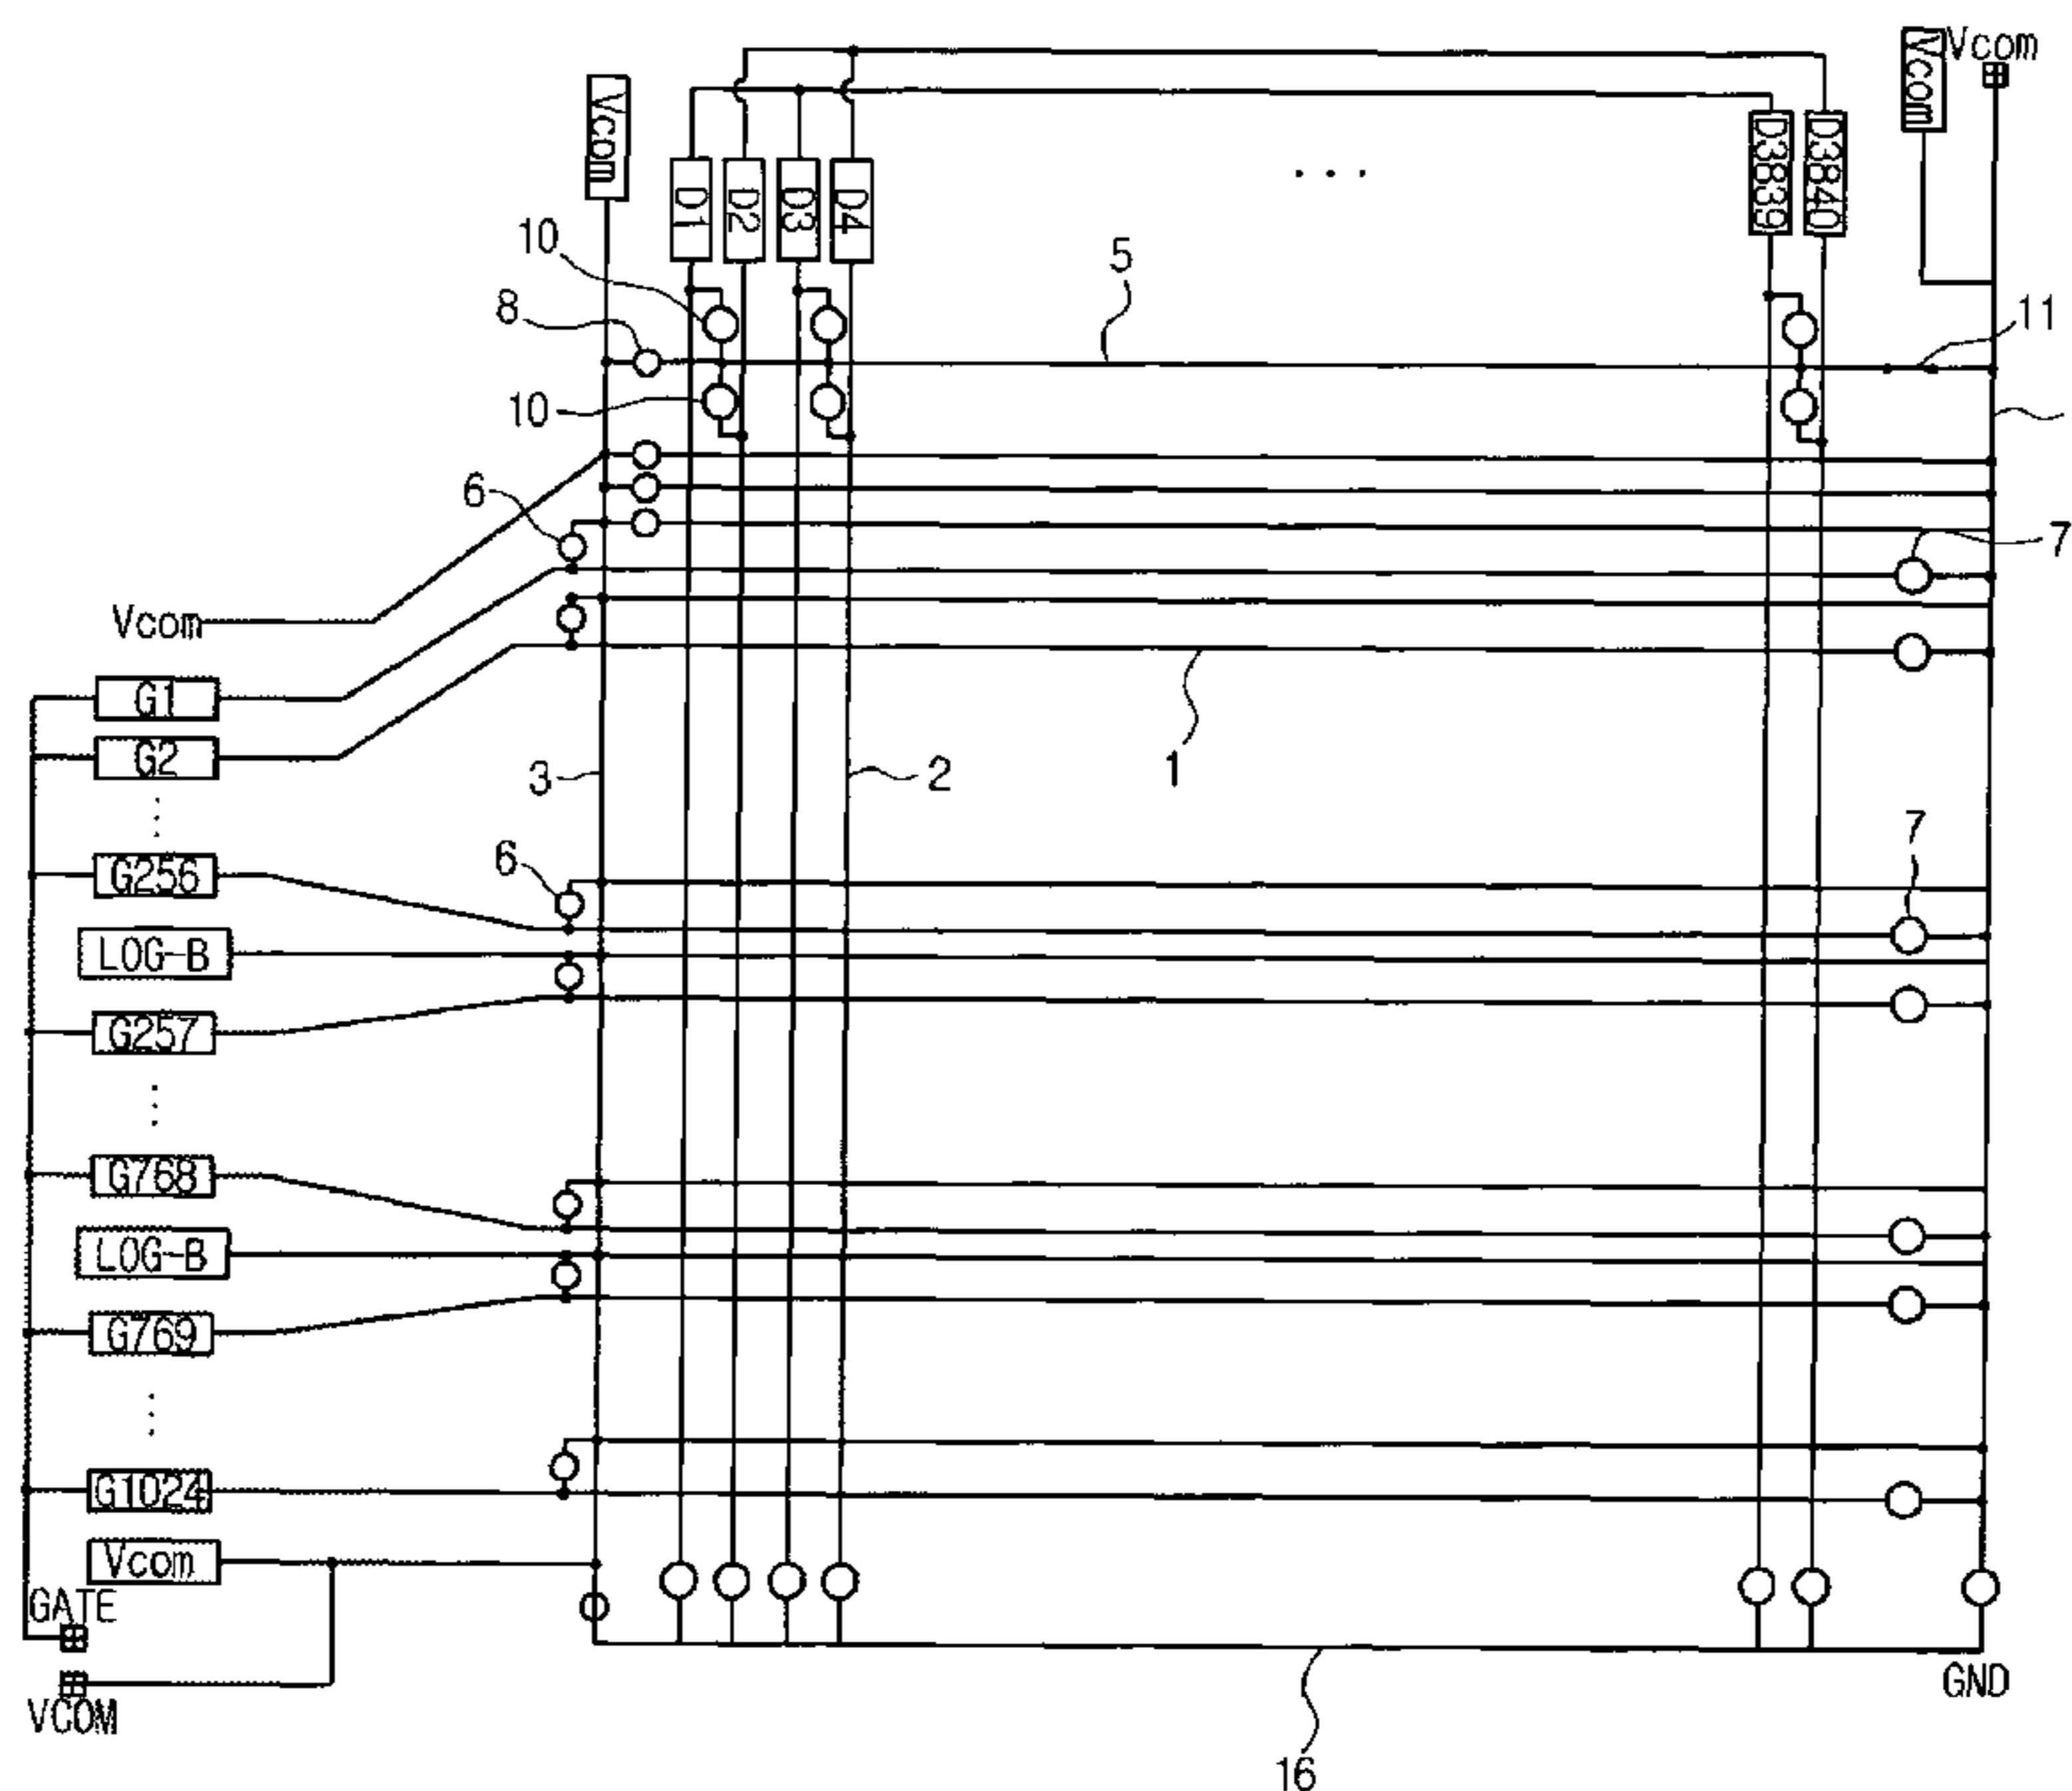 Vcom
Vcom
Vcom
D1
D2
D3
D4
...
D3839
D3840
10
8
10
5
11
6
7
Vcom
G1
G2
3
2
1
6
7
G256
LOG-B
G257
G768
LOG-B
G769
G1024
Vcom
GATE
VCOM
GND
16